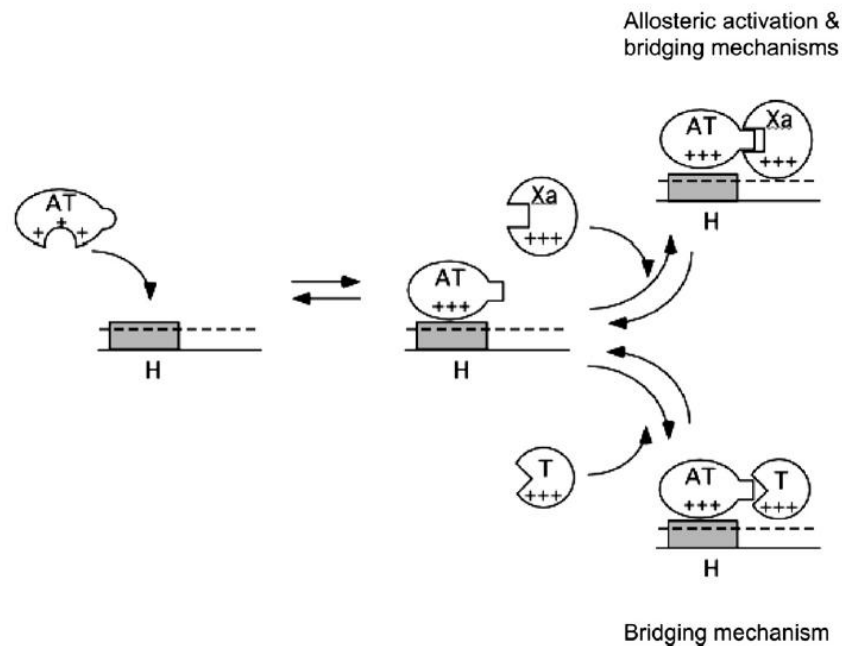 Allosteric activation &
bridging mechanisms
AT
+ + +
H
AT
+++
H
Xa
+++
AT
+++
Xa
+++
H
T
+++
AT
+++
T
+++
H
Bridging mechanism